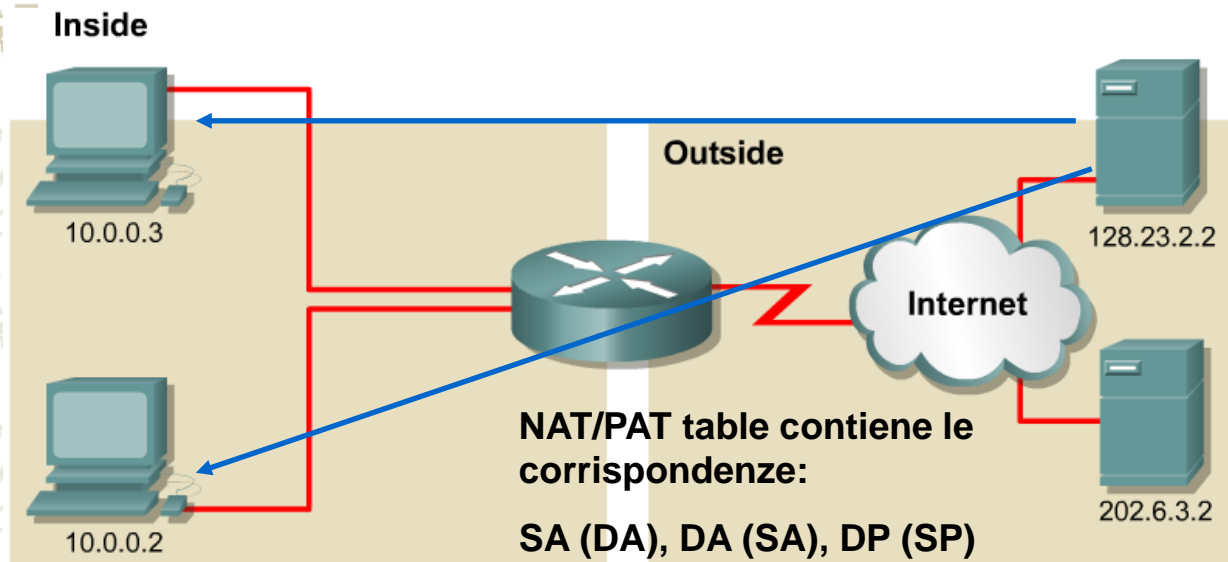 Inside
10.0.0.3
Outside
128.23.2.2
Internet
NAT/PAT table contiene le
corrispondenze:
SA (DA), DA (SA), DP (SP)
10.0.0.2
202.6.3.2